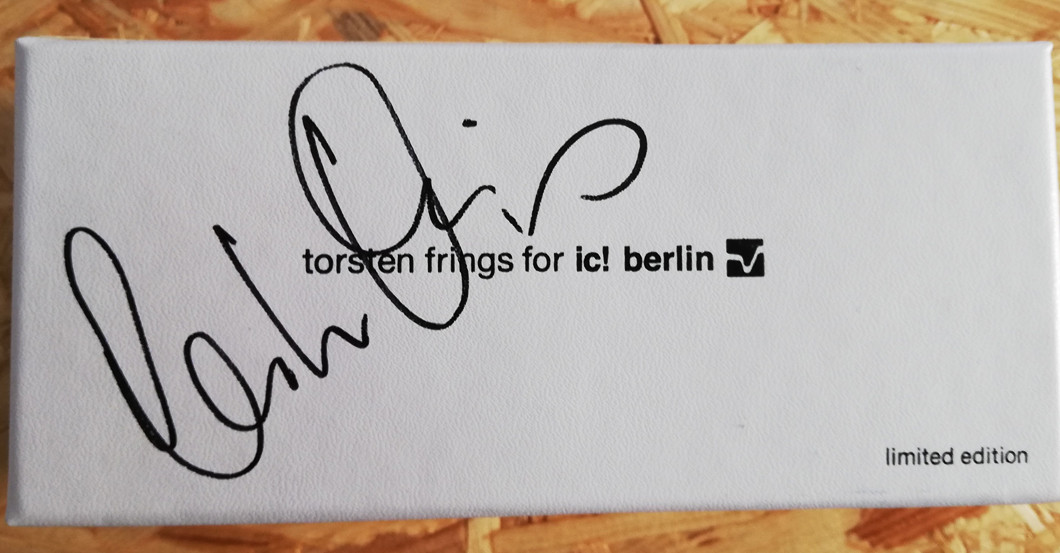 torsten frings for ic! berlin
limited edition